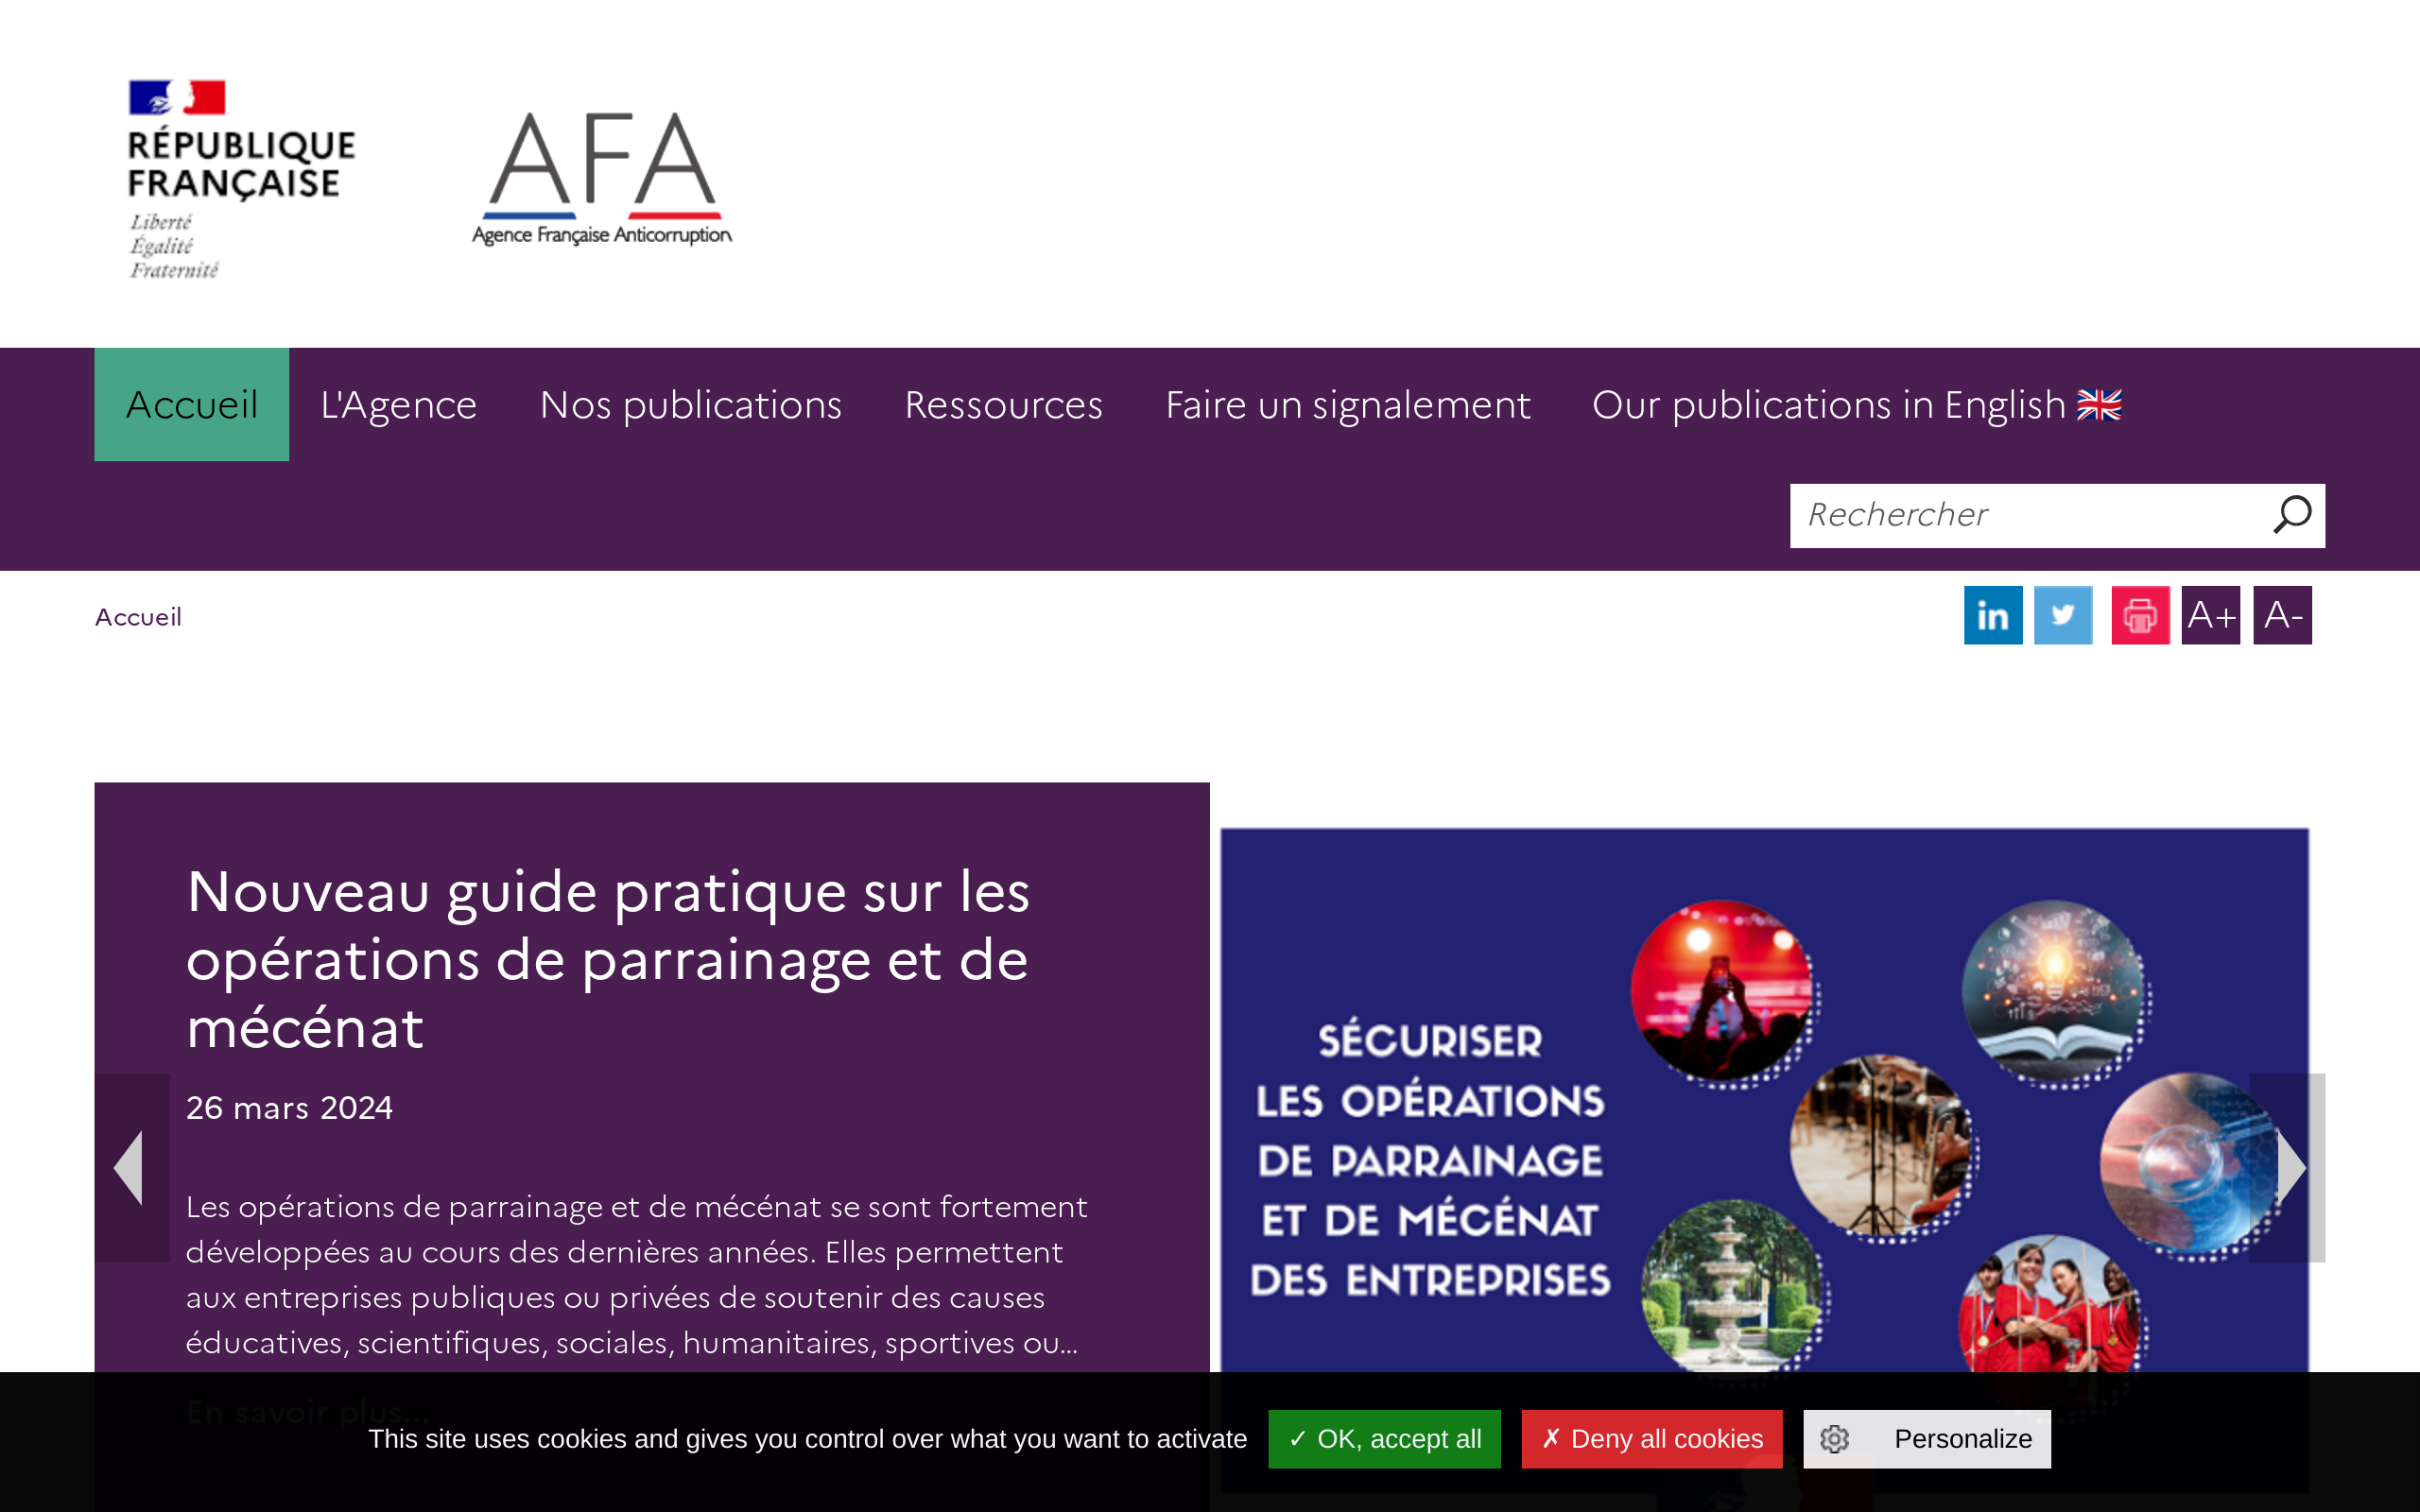 RÉPUBLIQUE
FRANÇAISE
Liberté
Égalité
Fraternité
AFA
Agence Française Anticorruption
Accueil
L'Agence
Nos publications
Ressources
Faire un signalement
Our publications in English 🇬🇧
Rechercher
Accueil
in
A+
A-
Nouveau guide pratique sur les
opérations de parrainage et de
mécénat
26 mars 2024
Les opérations de parrainage et de mécénat se sont fortement
développées au cours des dernières années. Elles permettent
aux entreprises publiques ou privées de soutenir des causes
éducatives, scientifiques, sociales, humanitaires, sportives ou...
En savoir plus...
SÉCURISER
LES OPÉRATIONS
DE PARRAINAGE
ET DE MÉCÉNAT
DES ENTREPRISES
This site uses cookies and gives you control over what you want to activate
✓ OK, accept all
✗ Deny all cookies
Personalize